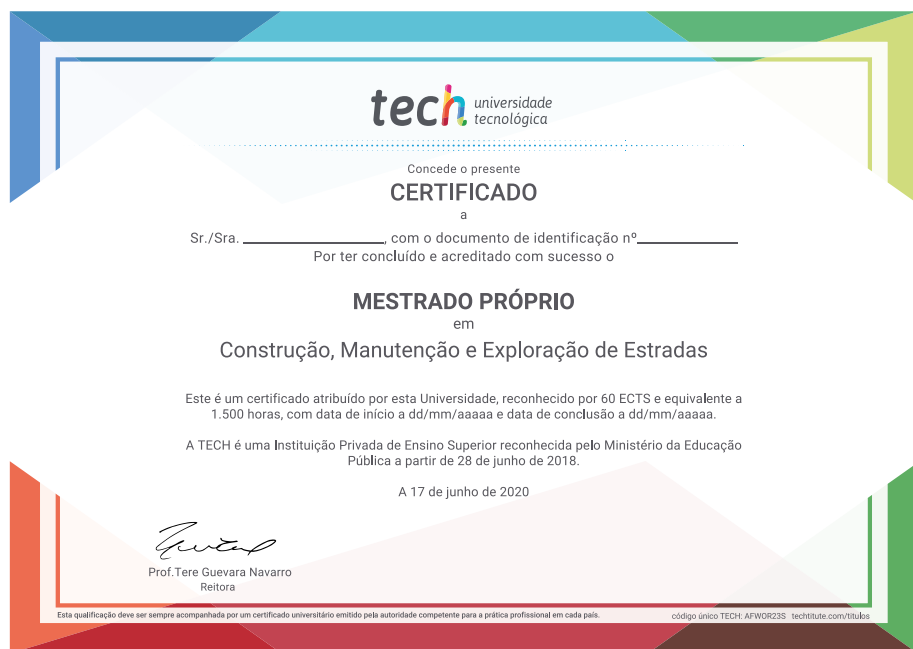 tech universidade
tecnológica
Concede o presente
CERTIFICADO
a
Sr./Sra. ________________, com o documento de identificação nº____________
Por ter concluído e acreditado com sucesso o
MESTRADO PRÓPRIO
em
Construção, Manutenção e Exploração de Estradas
Este é um certificado atribuído por esta Universidade, reconhecido por 60 ECTS e equivalente a
1.500 horas, com data de início a dd/mm/aaaaa e data de conclusão a dd/mm/aaaaa.
A TECH é uma Instituição Privada de Ensino Superior reconhecida pelo Ministério da Educação
Pública a partir de 28 de junho de 2018.
A 17 de junho de 2020
Prof.Tere Guevara Navarro
Reitora
Esta qualificação deve ser sempre acompanhada por um certificado universitário emitido pela autoridade competente para a prática profissional em cada país.
código único TECH: AFWOR23S techtitute.com/titulos